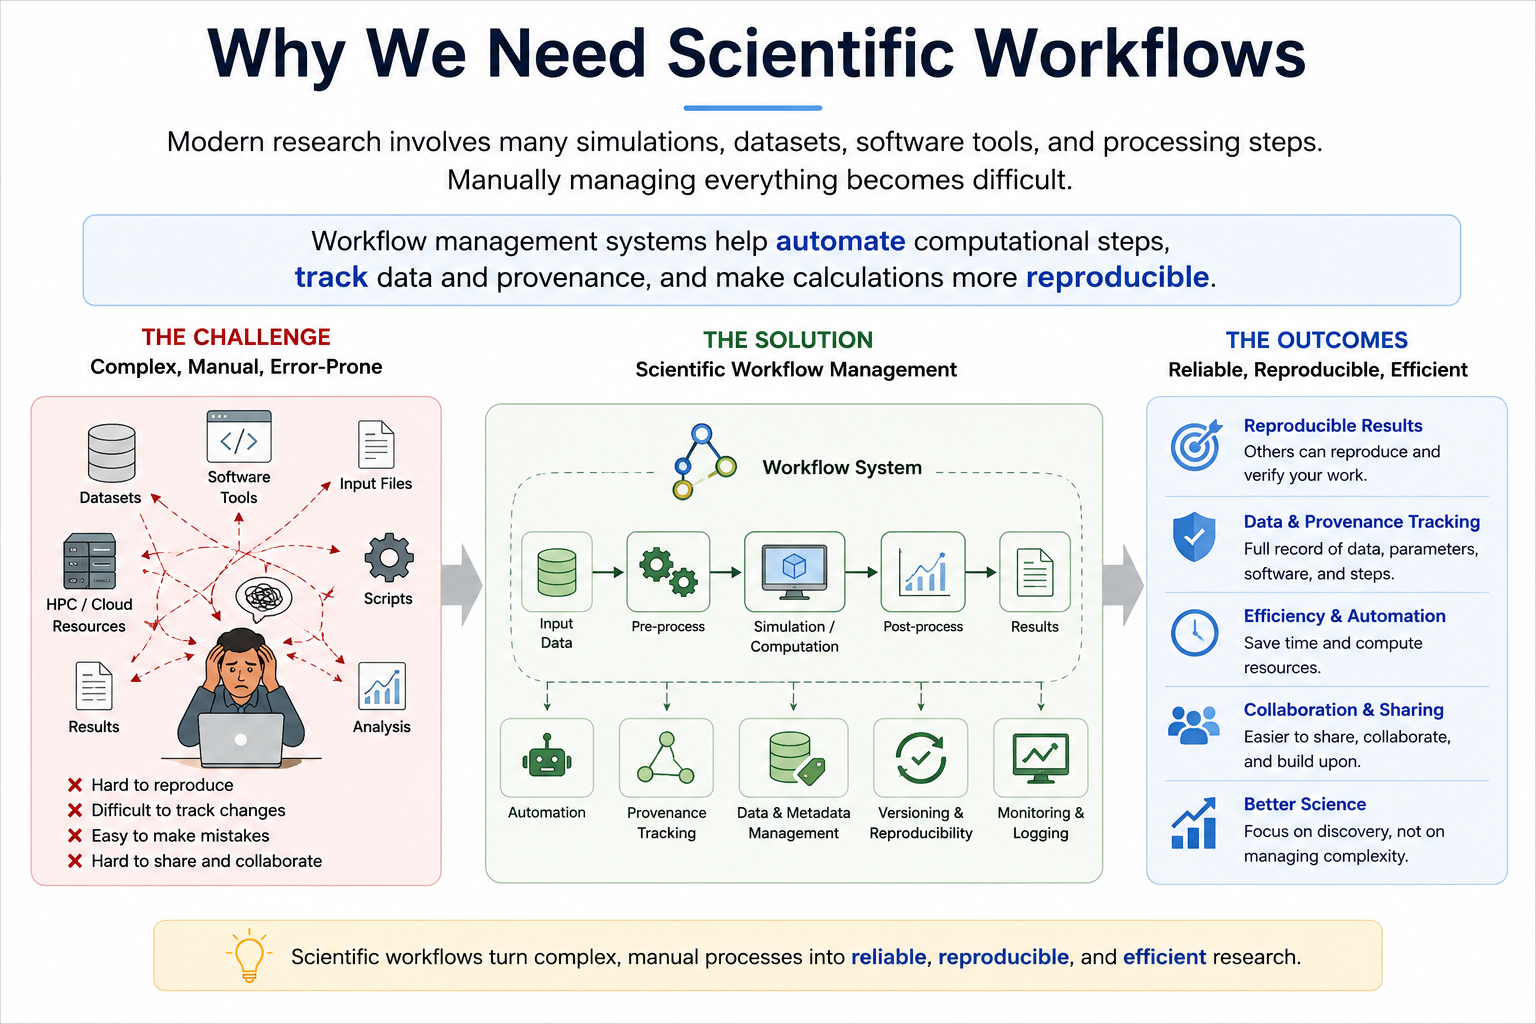 Why We Need Scientific Workflows
Modern research involves many simulations, datasets, software tools, and processing steps.
Manually managing everything becomes difficult.
Workflow management systems help automate computational steps,
track data and provenance, and make calculations more reproducible.
THE CHALLENGE
Complex, Manual, Error-Prone
Datasets
Software
Tools
</>
Input Files
HPC / Cloud
Resources
Scripts
Results
Analysis
Hard to reproduce
Difficult to track changes
Easy to make mistakes
Hard to share and collaborate
THE SOLUTION
Scientific Workflow Management
Workflow System
Input
Data
Pre-process
Simulation /
Computation
Post-process
Results
Automation
Provenance
Tracking
Data & Metadata
Management
Versioning &
Reproducibility
Monitoring &
Logging
THE OUTCOMES
Reliable, Reproducible, Efficient
Reproducible Results
Others can reproduce and
verify your work.
Data & Provenance Tracking
Full record of data, parameters,
software, and steps.
Efficiency & Automation
Save time and compute
resources.
Collaboration & Sharing
Easier to share, collaborate,
and build upon.
Better Science
Focus on discovery, not on
managing complexity.
Scientific workflows turn complex, manual processes into reliable, reproducible, and efficient research.